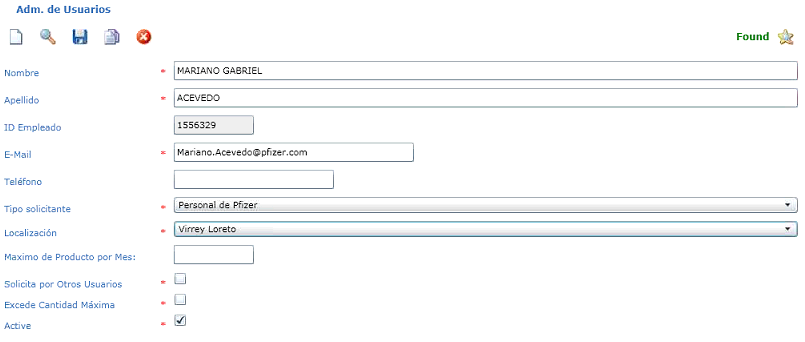 Adm. de Usuarios
Found
Nombre * MARIANO GABRIEL
Apellido * ACEVEDO
ID Empleado 1556329
E-Mail * Mariano.Acevedo@pfizer.com
Teléfono
Tipo solicitante * Personal de Pfizer
Localización * Virrey Loreto
Maximo de Producto por Mes:
Solicita por Otros Usuarios *
Excede Cantidad Máxima *
Active *